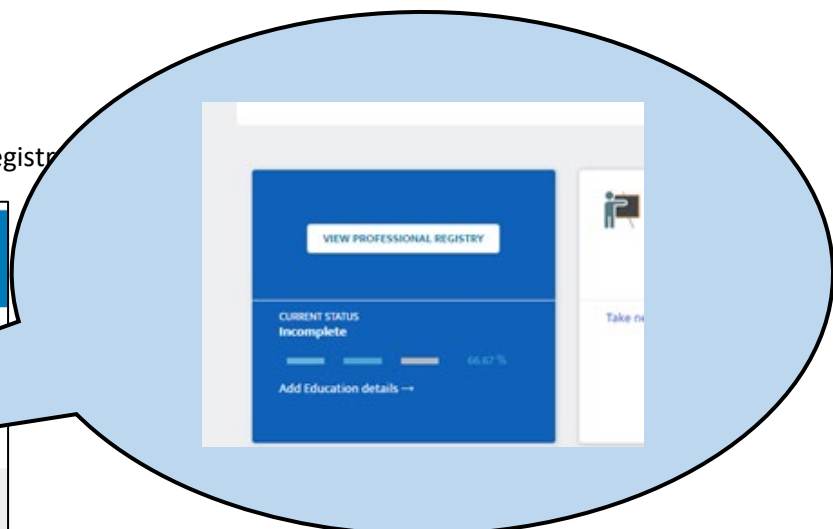 egistr
VIEW PROFESSIONAL REGISTRY
CURRENT STATUS
Incomplete
66.67 %
Add Education details →
Take ne